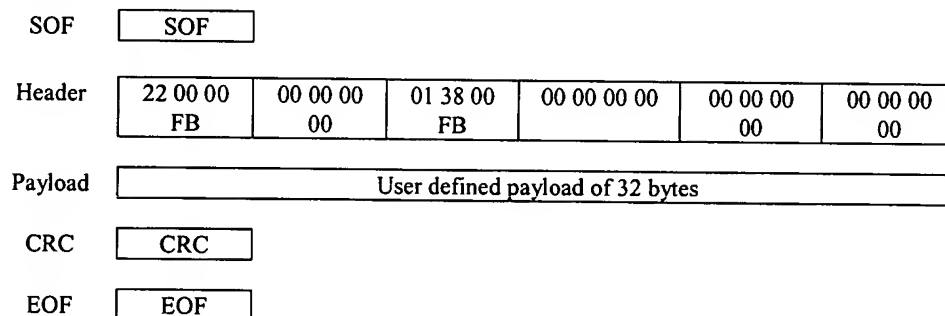 SOF SOF
Header 22 00 00 FB 00 00 00 00 01 38 00 FB 00 00 00 00 00 00 00 00 00 00 00 00
Payload User defined payload of 32 bytes
CRC CRC
EOF EOF